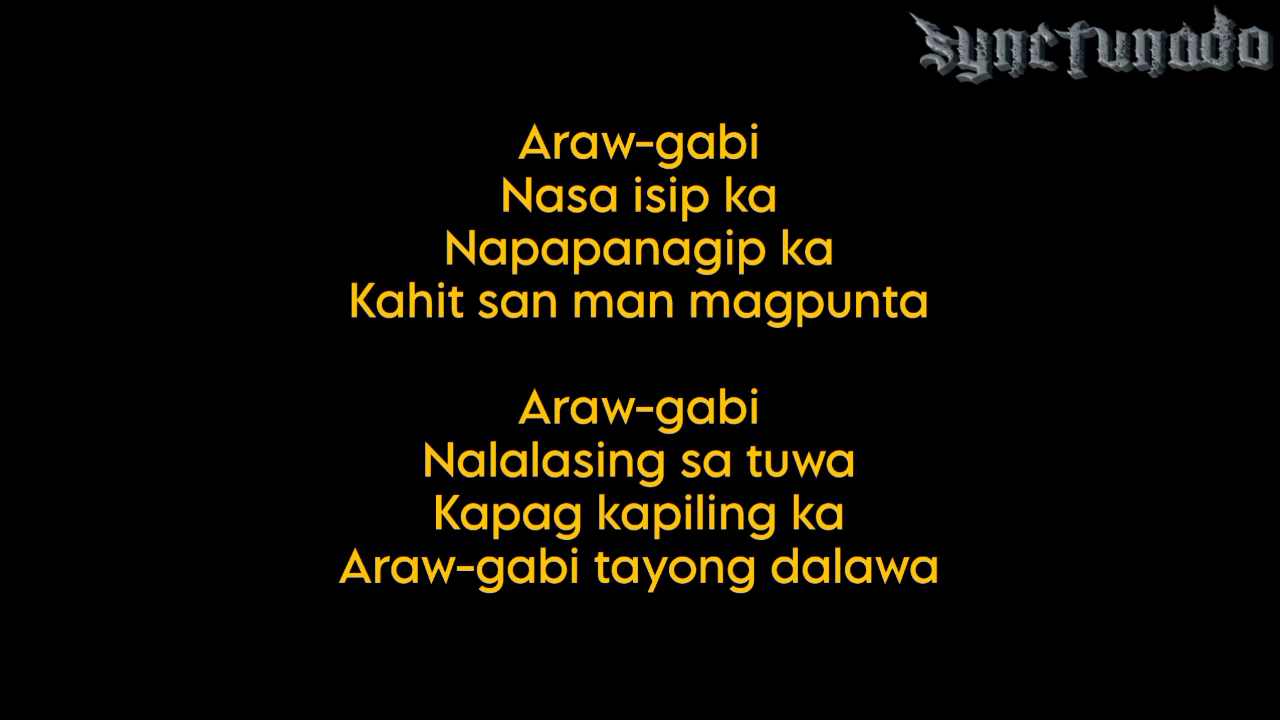 synctunado
Araw-gabi
Nasa isip ka
Napapanagip ka
Kahit san man magpunta
Araw-gabi
Nalalasing sa tuwa
Kapag kapiling ka
Araw-gabi tayong dalawa